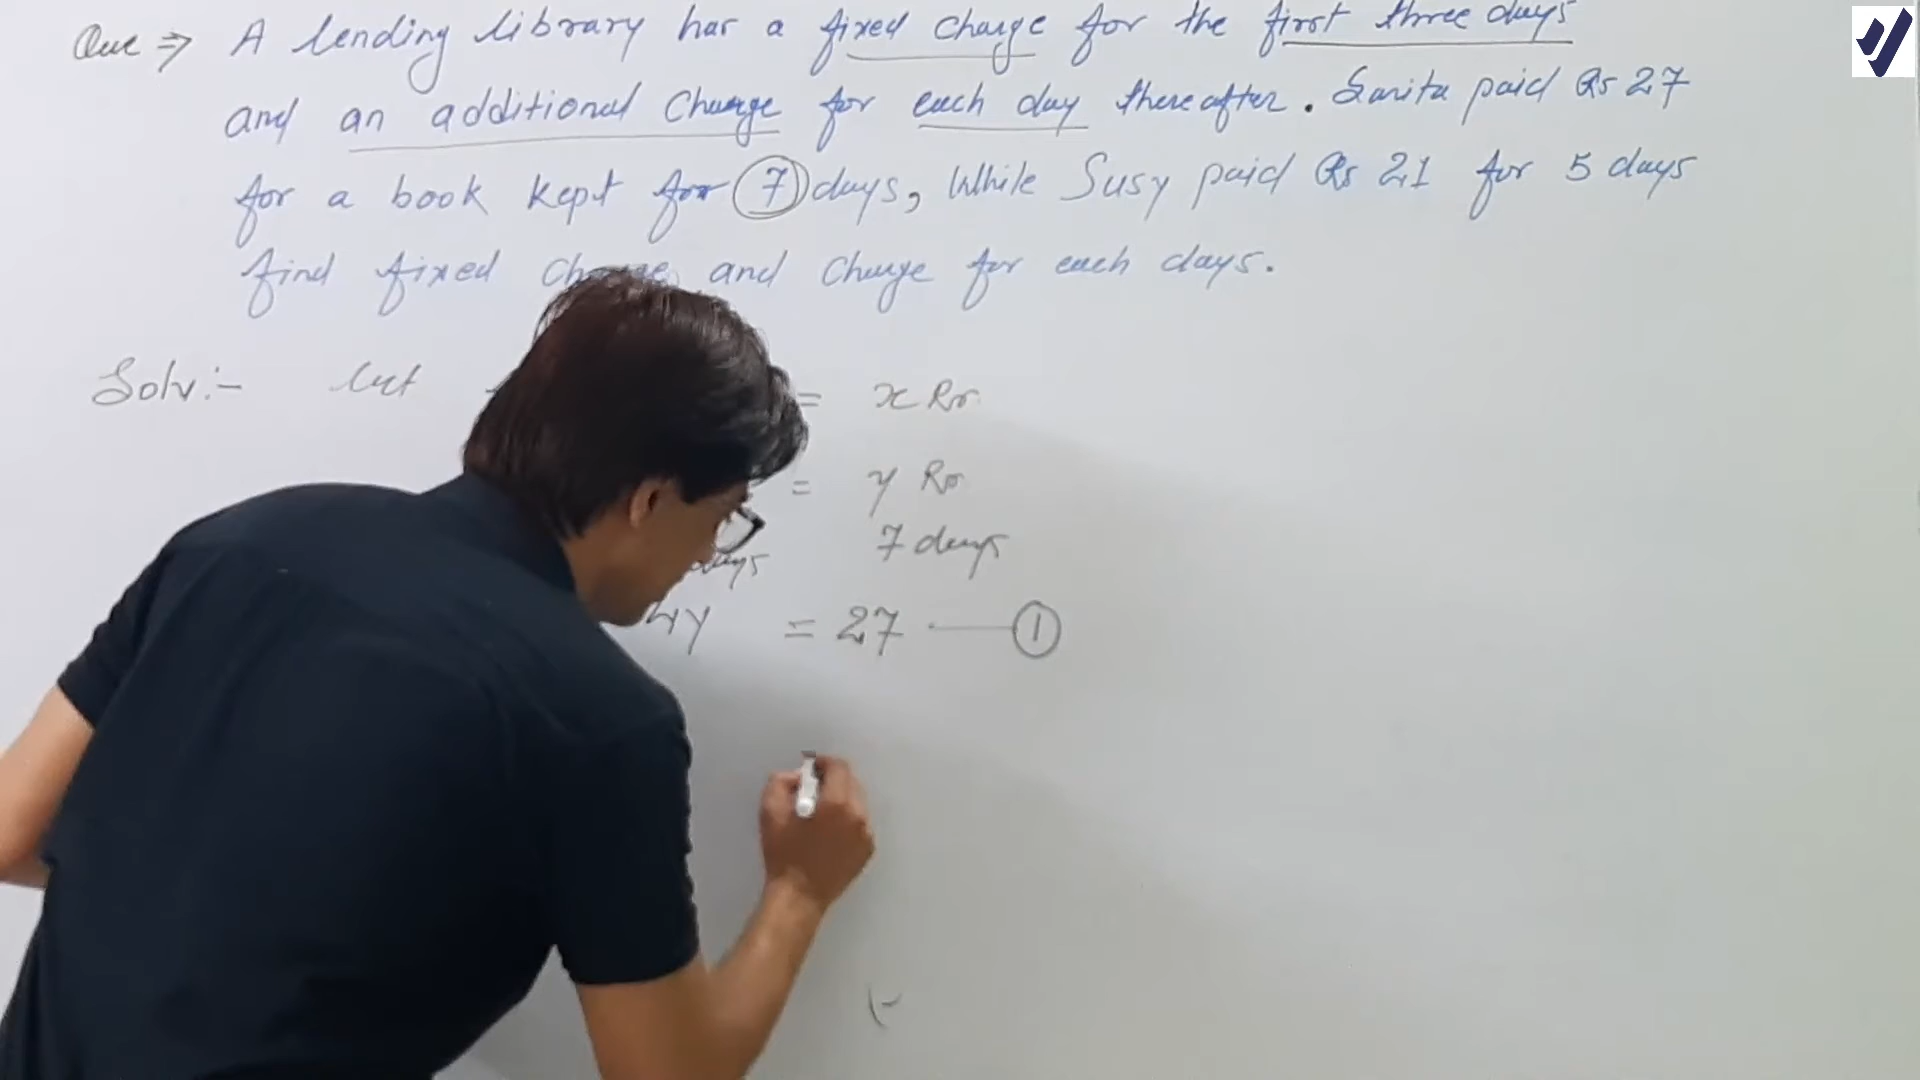 Que ⇒ A lending library has a fixed charge for the first three days
and an additional charge for each day thereafter. Sarita paid Rs 27
for a book kept for 7 days, While Susy paid Rs 21 for 5 days
find fixed charge and charge for each days.
Solv:- let = x Rs.
= y Rs
days 7 days
4y = 27 — 1